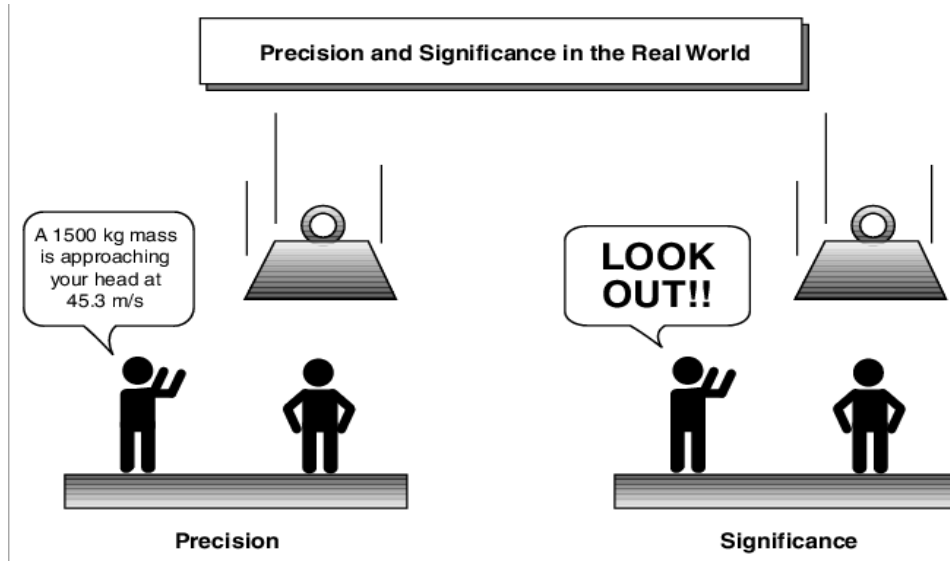 Precision and Significance in the Real World
A 1500 kg mass
is approaching
your head at
45.3 m/s
LOOK
OUT!!
Precision
Significance